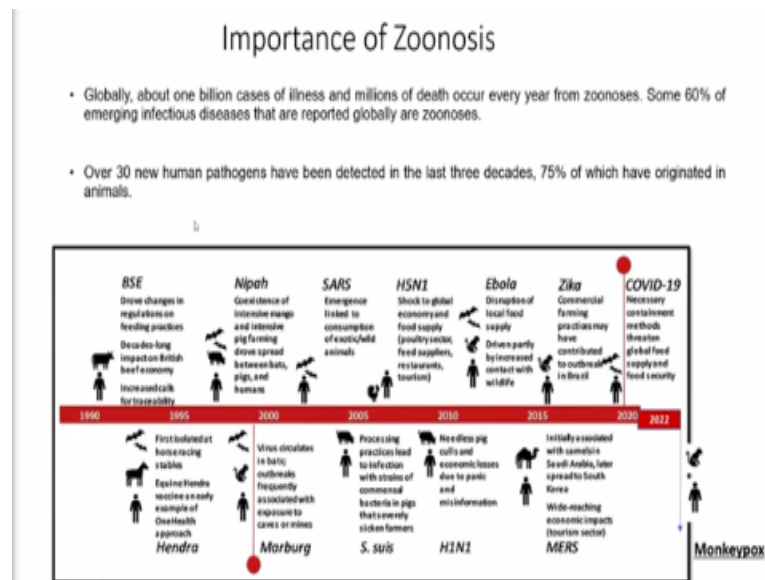 Importance of Zoonosis
• Globally, about one billion cases of illness and millions of death occur every year from zoonoses. Some 60% of
emerging infectious diseases that are reported globally are zoonoses.
• Over 30 new human pathogens have been detected in the last three decades, 75% of which have originated in
animals.
BSE
Drove changes in
regulations on
feeding practices
Decades-long
impact on British
beef economy
Increased calls
for traceability
Nipah
Coexistence of
intensive mango
and intensive
pig farming
drove spread
between bats,
pigs, and
humans
SARS
Emergence
linked to
consumption
of exotic/wild
animals
H5N1
Shock to global
economy and
food supply
(poultry sector,
feed suppliers,
restaurants,
tourism)
Ebola
Disruption of
local food
supply
Driven partly
by increased
contact with
wildlife
Zika
Commercial
farming
practices may
have
contributed
to outbreak
in Brazil
COVID-19
Necessary
containment
methods
threaten
global food
supply and
food security
1990 1995 2000 2005 2010 2015 2020 2022
First isolated at
horse racing
stables
Equine Hendra
vaccine an early
example of
One Health
approach
Hendra
Virus circulates
in bats;
outbreaks
frequently
associated with
exposure to
caves or mines
Marburg
Processing
practices lead
to infection
with strains of
commensal
bacteria in pigs
that severely
sicken farmers
S. suis
Needless pig
culls and
economic losses
due to panic
and
misinformation
H1N1
Initially associated
with camels in
Saudi Arabia, later
spread to South
Korea
Wide-reaching
economic impacts
(tourism sector)
MERS
Monkeypox